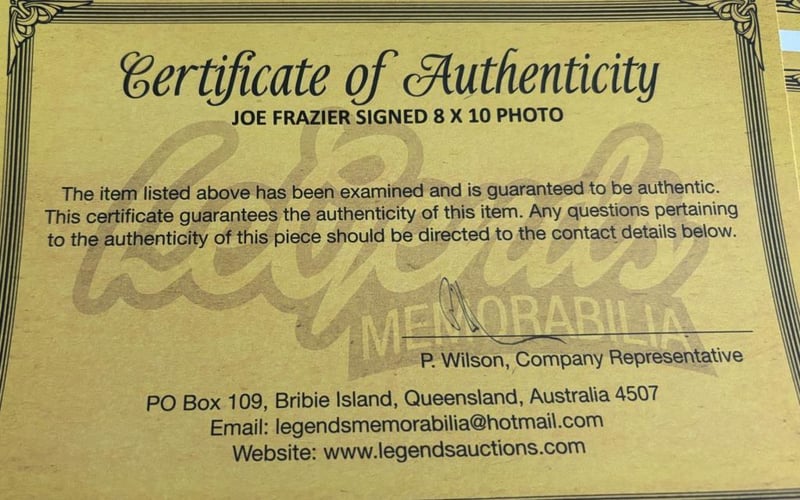 Certificate of Authenticity
JOE FRAZIER SIGNED 8 X 10 PHOTO
Legends
MEMORABILIA
The item listed above has been examined and is guaranteed to be authentic.
This certificate guarantees the authenticity of this item. Any questions pertaining
to the authenticity of this piece should be directed to the contact details below.
P. Wilson, Company Representative
PO Box 109, Bribie Island, Queensland, Australia 4507
Email: legendsmemorabilia@hotmail.com
Website: www.legendsauctions.com